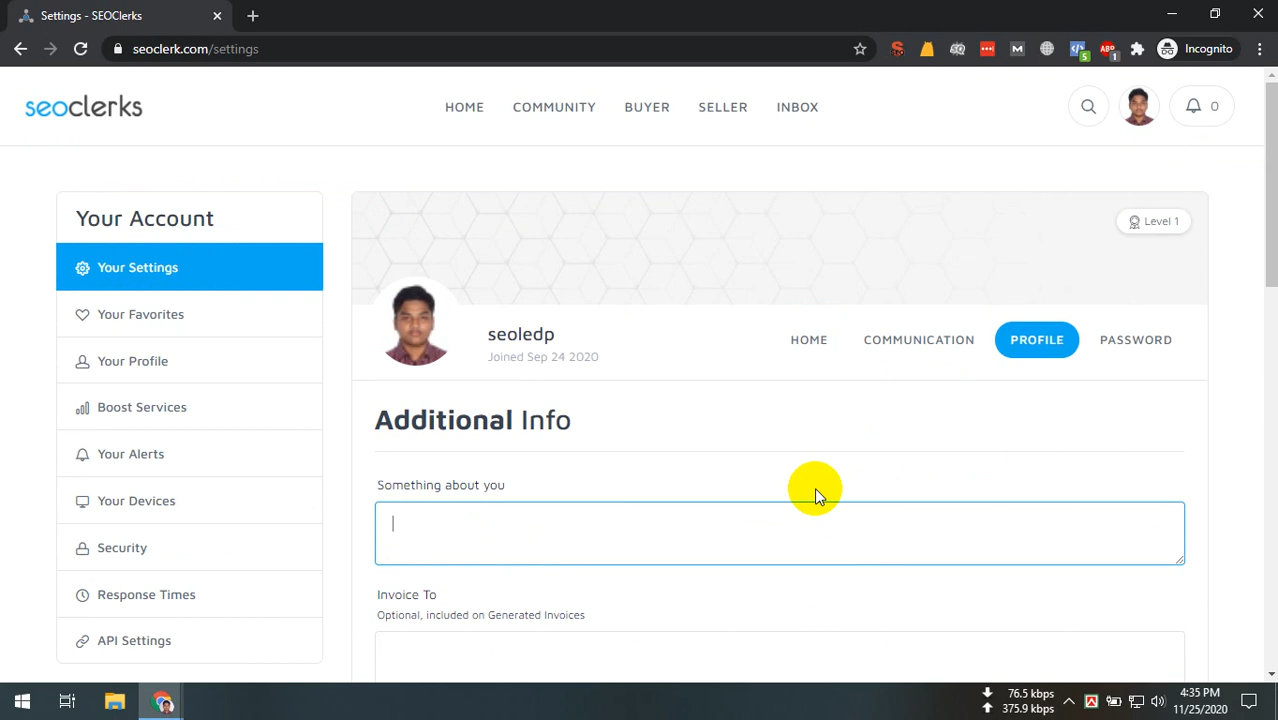 Settings - SEOClerks
seoclerk.com/settings
5
ABP
1
Incognito
seoclerks
HOME
COMMUNITY
BUYER
SELLER
INBOX
0
Your Account
Your Settings
Your Favorites
Your Profile
Boost Services
Your Alerts
Your Devices
Security
Response Times
API Settings
Level 1
seoledp
Joined Sep 24 2020
HOME
COMMUNICATION
PROFILE
PASSWORD
Additional Info
Something about you
Invoice To
Optional, included on Generated Invoices
76.5 kbps
375.9 kbps
4:35 PM
11/25/2020